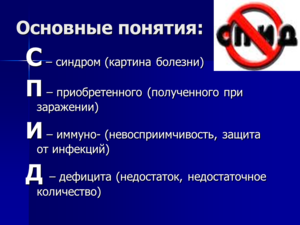 Основные понятия:
СПИД
С – синдром (картина болезни)
П – приобретенного (полученного при
заражении)
И – иммуно- (невосприимчивость, защита
от инфекций)
Д – дефицита (недостаток, недостаточное
количество)